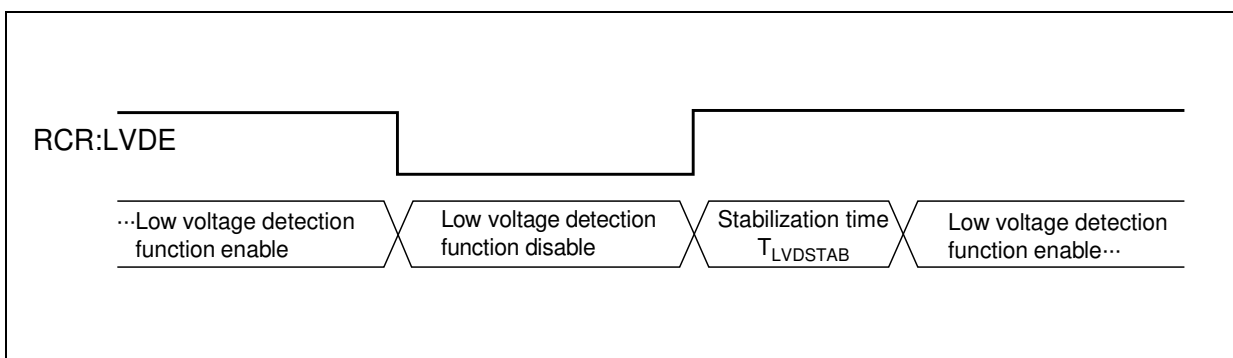 RCR:LVDE
···Low voltage detection
function enable
Low voltage detection
function disable
Stabilization time
TLVDSTAB
Low voltage detection
function enable···